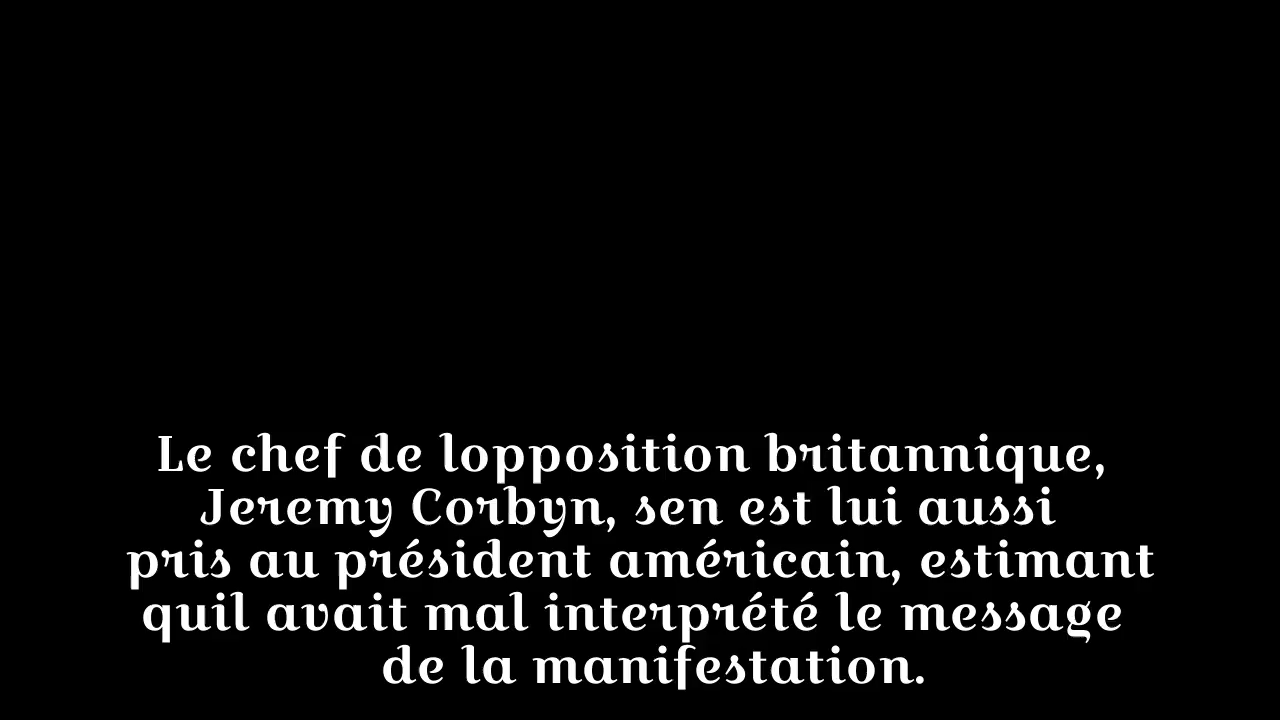 Le chef de lopposition britannique,
Jeremy Corbyn, sen est lui aussi
pris au président américain, estimant
quil avait mal interprété le message
de la manifestation.